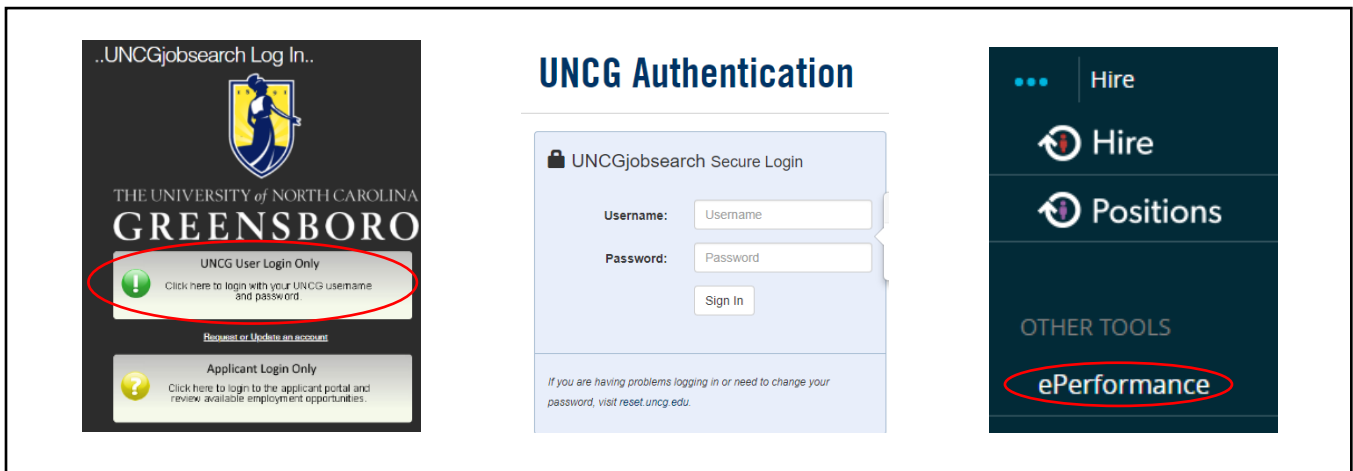 ..UNCGjobsearch Log In..
THE UNIVERSITY of NORTH CAROLINA
GREENSBORO
UNCG User Login Only
Click here to login with your UNCG username
and password.
Request or Update an account
Applicant Login Only
Click here to login to the applicant portal and
review available employment opportunities.
UNCG Authentication
UNCGjobsearch Secure Login
Username:
Username
Password:
Password
Sign In
If you are having problems logging in or need to change your
password, visit reset.uncg.edu.
Hire
Hire
Positions
OTHER TOOLS
ePerformance